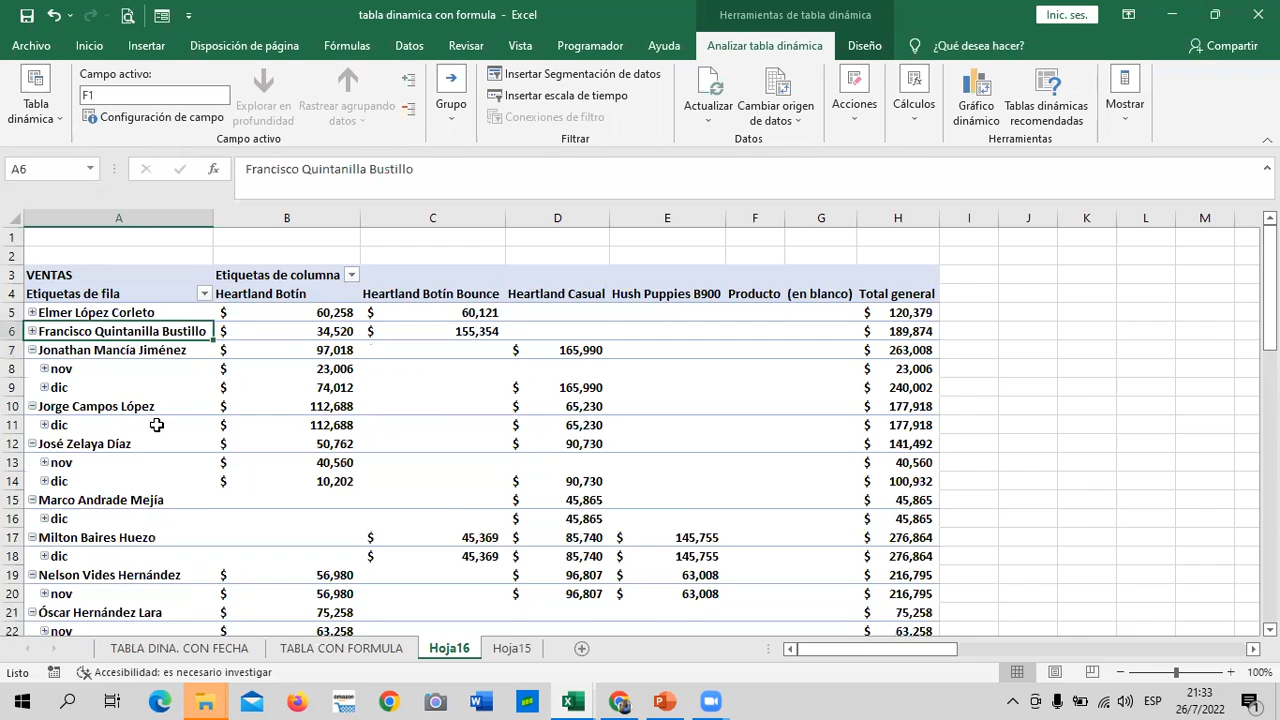 tabla dinamica con formula - Excel
Herramientas de tabla dinámica
Inic. ses.
Archivo Inicio Insertar Disposición de página Fórmulas Datos Revisar Vista Programador Ayuda Analizar tabla dinámica Diseño ¿Qué desea hacer? Compartir
Tabla dinámica
Campo activo:
F1
Configuración de campo
Explorar en profundidad
Rastrear agrupando datos
Campo activo
Grupo
Insertar Segmentación de datos
Insertar escala de tiempo
Conexiones de filtro
Filtrar
Actualizar
Cambiar origen de datos
Datos
Acciones
Cálculos
Gráfico dinámico
Tablas dinámicas recomendadas
Herramientas
Mostrar
A6 fx Francisco Quintanilla Bustillo
A B C D E F G H I J K L M
1
2
3 VENTAS Etiquetas de columna
4 Etiquetas de fila Heartland Botín Heartland Botín Bounce Heartland Casual Hush Puppies B900 Producto (en blanco) Total general
5 Elmer López Corleto $ 60,258 $ 60,121 $ 120,379
6 Francisco Quintanilla Bustillo $ 34,520 $ 155,354 $ 189,874
7 Jonathan Mancía Jiménez $ 97,018 $ 165,990 $ 263,008
8 nov $ 23,006 $ 23,006
9 dic $ 74,012 $ 165,990 $ 240,002
10 Jorge Campos López $ 112,688 $ 65,230 $ 177,918
11 dic $ 112,688 $ 65,230 $ 177,918
12 José Zelaya Díaz $ 50,762 $ 90,730 $ 141,492
13 nov $ 40,560 $ 40,560
14 dic $ 10,202 $ 90,730 $ 100,932
15 Marco Andrade Mejía $ 45,865 $ 45,865
16 dic $ 45,865 $ 45,865
17 Milton Baires Huezo $ 45,369 $ 85,740 $ 145,755 $ 276,864
18 dic $ 45,369 $ 85,740 $ 145,755 $ 276,864
19 Nelson Vides Hernández $ 56,980 $ 96,807 $ 63,008 $ 216,795
20 nov $ 56,980 $ 96,807 $ 63,008 $ 216,795
21 Óscar Hernández Lara $ 75,258 $ 75,258
22 nov $ 63,258 $ 63,258
TABLA DINA. CON FECHA TABLA CON FORMULA Hoja16 Hoja15
Listo Accesibilidad: es necesario investigar 100%
amazon
ESP
21:33
26/7/2022
1